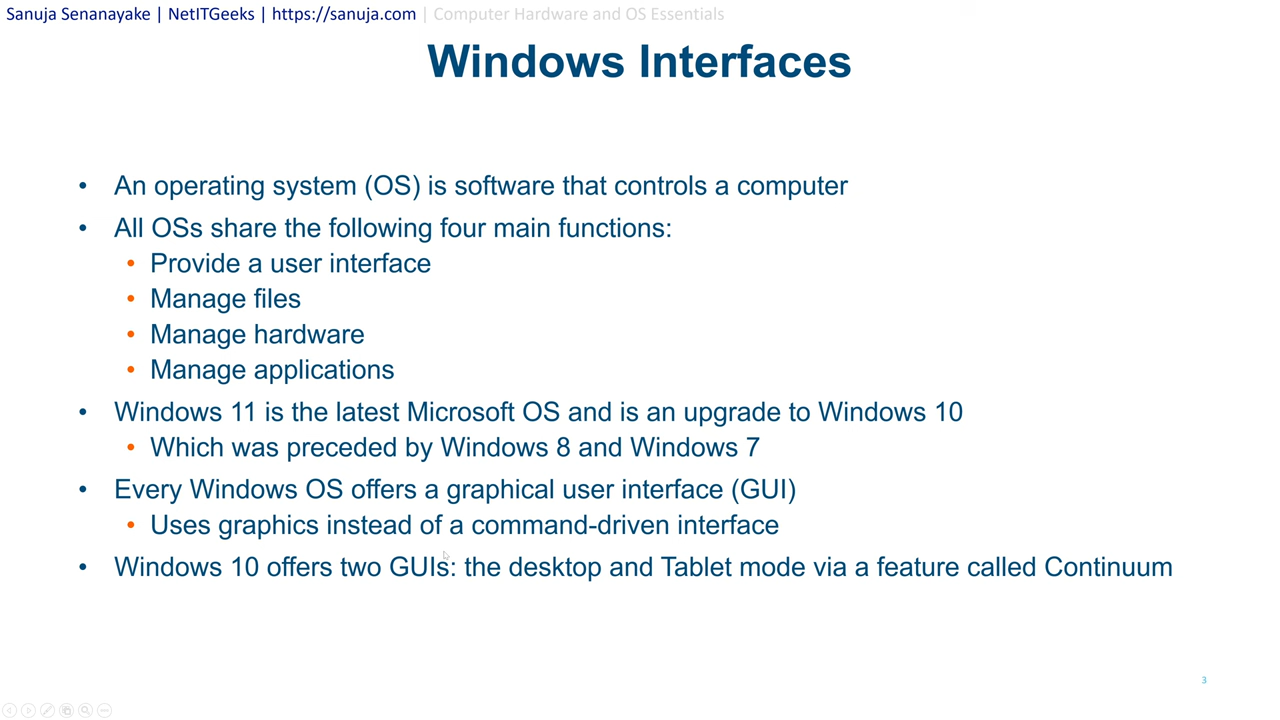 Sanuja Senanayake | NetITGeeks | https://sanuja.com | Computer Hardware and OS Essentials
Windows Interfaces
• An operating system (OS) is software that controls a computer
• All OSs share the following four main functions:
• Provide a user interface
• Manage files
• Manage hardware
• Manage applications
• Windows 11 is the latest Microsoft OS and is an upgrade to Windows 10
• Which was preceded by Windows 8 and Windows 7
• Every Windows OS offers a graphical user interface (GUI)
• Uses graphics instead of a command-driven interface
• Windows 10 offers two GUIs: the desktop and Tablet mode via a feature called Continuum
3